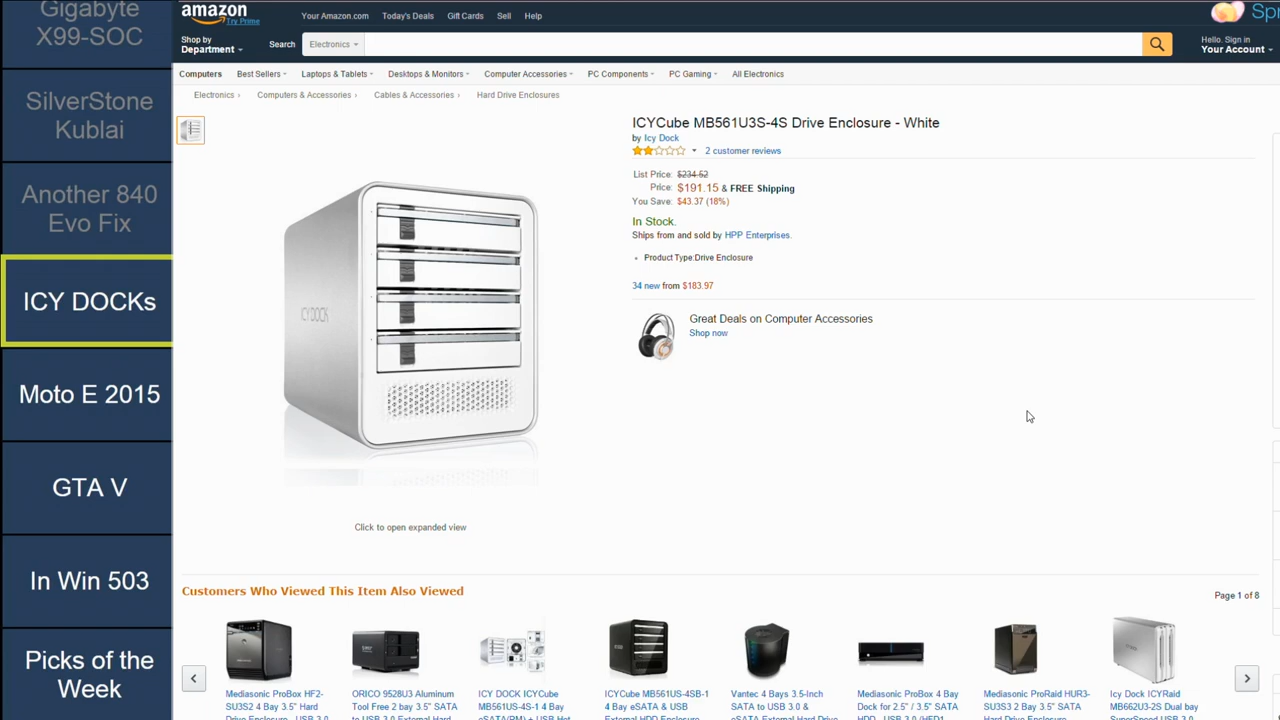 Gigabyte
X99-SOC
SilverStone
Kublai
Another 840
Evo Fix
ICY DOCKs
Moto E 2015
GTA V
In Win 503
Picks of the
Week
amazon
Try Prime
Your Amazon.com Today's Deals Gift Cards Sell Help
Shop by
Department
Search Electronics
Hello. Sign in
Your Account
Computers Best Sellers Laptops & Tablets Desktops & Monitors Computer Accessories PC Components PC Gaming All Electronics
Electronics › Computers & Accessories › Cables & Accessories › Hard Drive Enclosures
ICYCube MB561U3S-4S Drive Enclosure - White
by Icy Dock
2 customer reviews
List Price: $234.52
Price: $191.15 & FREE Shipping
You Save: $43.37 (18%)
In Stock.
Ships from and sold by HPP Enterprises.
Product Type:Drive Enclosure
34 new from $183.97
Great Deals on Computer Accessories
Shop now
ICYDOCK
Click to open expanded view
Customers Who Viewed This Item Also Viewed
Page 1 of 8
Mediasonic ProBox HF2-
SU3S2 4 Bay 3.5" Hard
ORICO 9528U3 Aluminum
Tool Free 2 bay 3.5" SATA
ICY DOCK ICYCube
MB561US-4S-1 4 Bay
ICYCube MB561US-4SB-1
4 Bay eSATA & USB
Vantec 4 Bays 3.5-Inch
SATA to USB 3.0 &
Mediasonic ProBox 4 Bay
Dock for 2.5" / 3.5" SATA
Mediasonic ProRaid HUR3-
SU3S3 2 Bay 3.5" SATA
Icy Dock ICYRaid
MB662U3-2S Dual bay